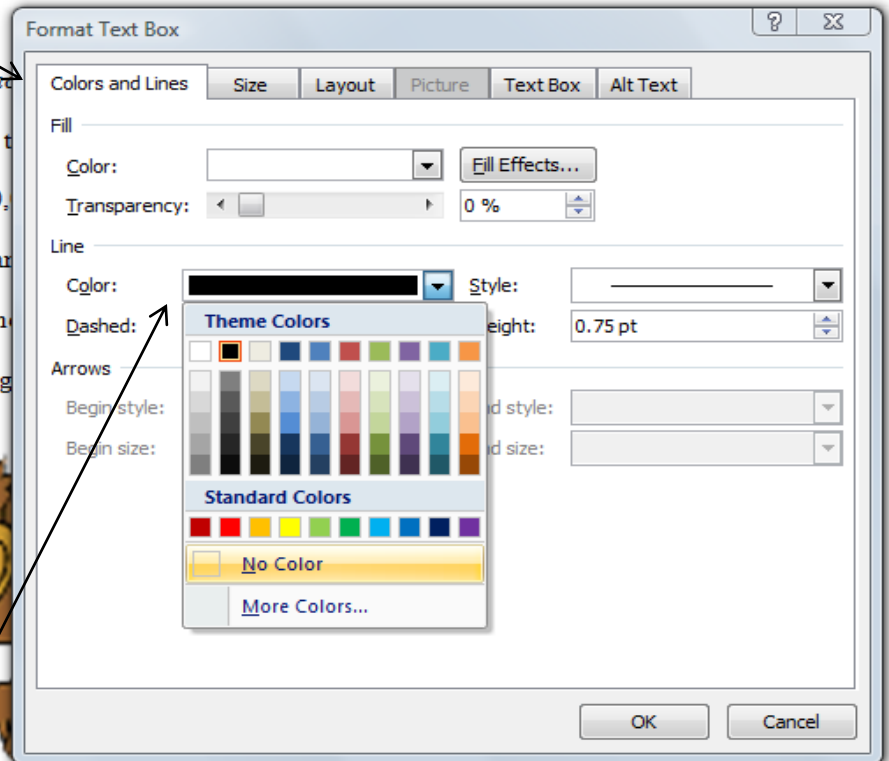 Format Text Box
Colors and Lines Size Layout Picture Text Box Alt Text
Fill
Color: Fill Effects...
Transparency: 0 %
Line
Color: Style:
Dashed: eight: 0.75 pt
Theme Colors
Arrows
Begin style: d style:
Begin size: d size:
Standard Colors
No Color
More Colors...
OK Cancel